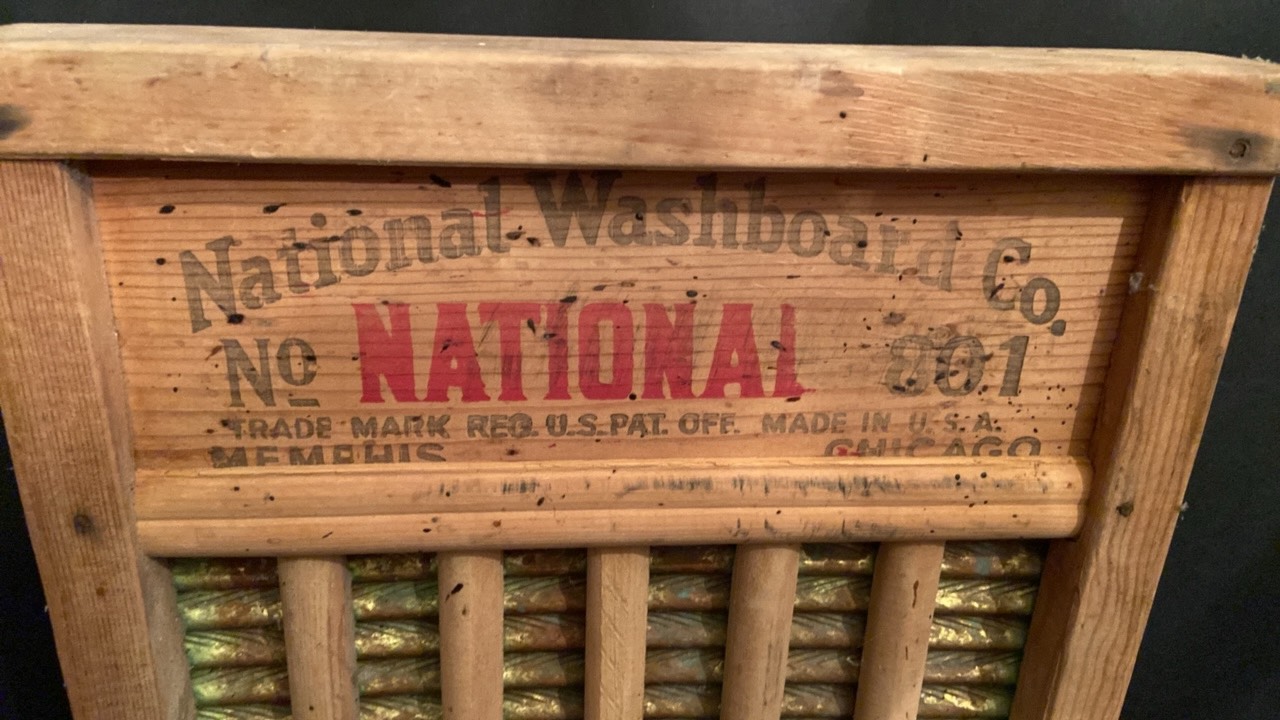 National Washboard Co.
No NATIONAL 801
TRADE MARK REG. U.S. PAT. OFF. MADE IN U.S.A.
MEMPHIS CHICAGO